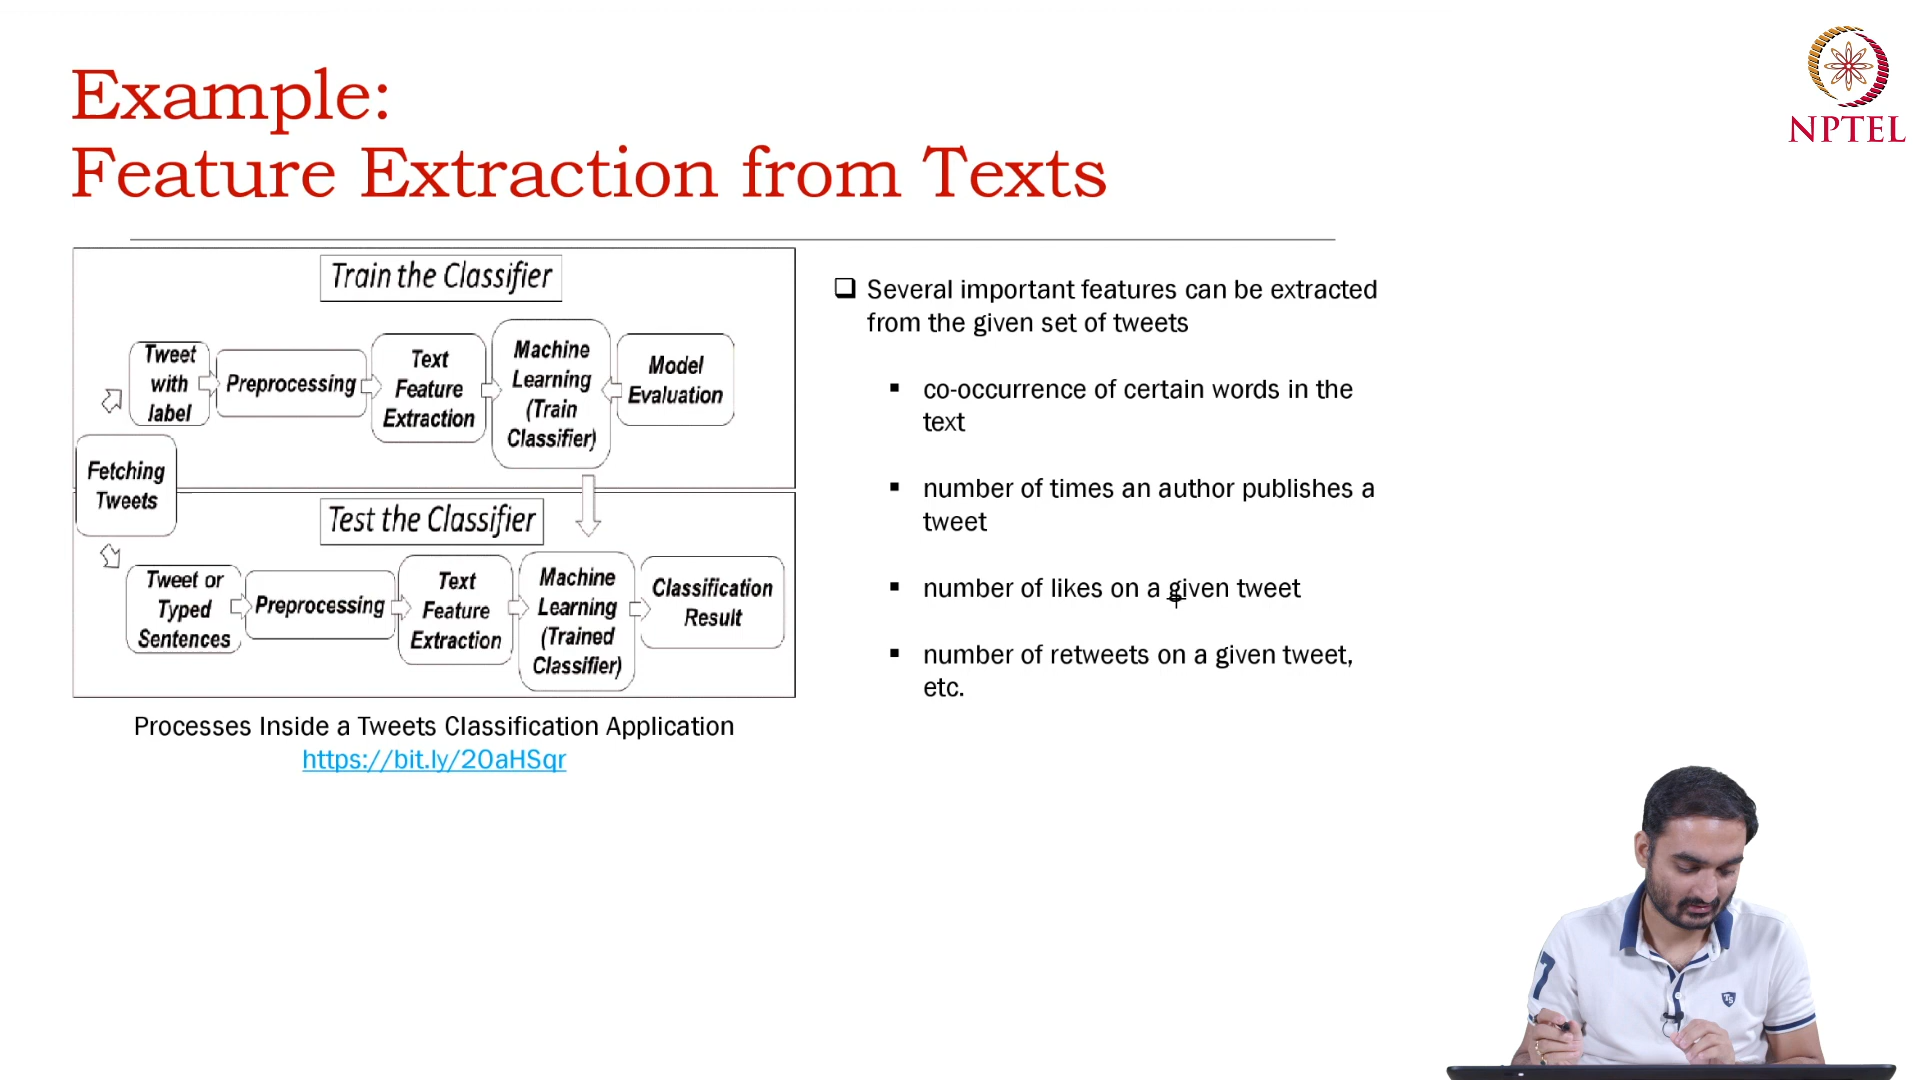 Example:
Feature Extraction from Texts
NPTEL
Train the Classifier
Tweet
with
label
Preprocessing
Text
Feature
Extraction
Machine
Learning
(Train
Classifier)
Model
Evaluation
Fetching
Tweets
Test the Classifier
Tweet or
Typed
Sentences
Preprocessing
Text
Feature
Extraction
Machine
Learning
(Trained
Classifier)
Classification
Result
Processes Inside a Tweets Classification Application
https://bit.ly/20aHSqr
Several important features can be extracted
from the given set of tweets
co-occurrence of certain words in the
text
number of times an author publishes a
tweet
number of likes on a given tweet
number of retweets on a given tweet,
etc.
7
TS